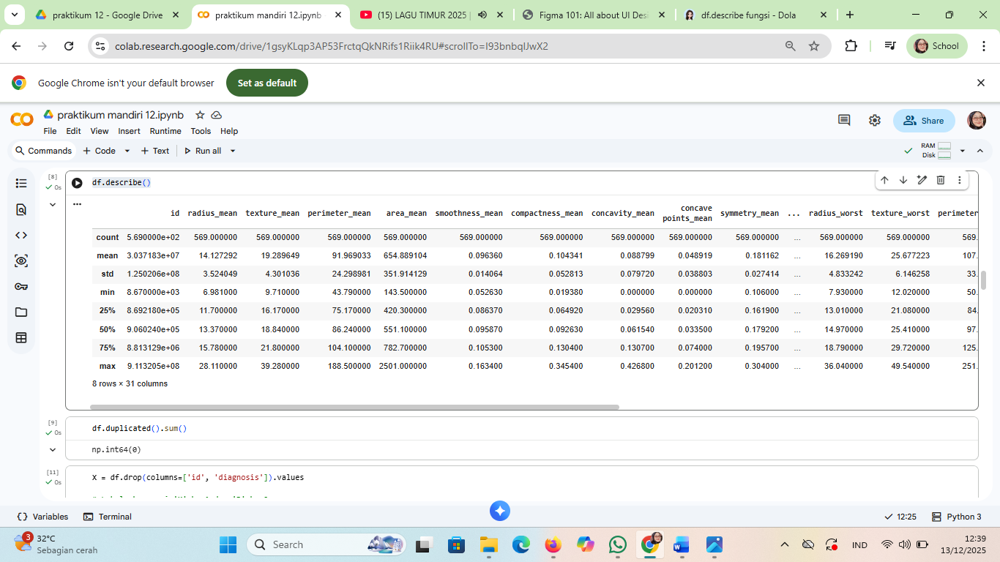 praktikum 12 - Google Drive
praktikum mandiri 12.ipynb
(15) LAGU TIMUR 2025 |
Figma 101: All about UI Desi
df.describe fungsi - Dola
colab.research.google.com/drive/1gsyKLqp3AP53FrctqQkNRifs1Riik4RU#scrollTo=I93bnbqlJwX2
School
Google Chrome isn't your default browser
Set as default
praktikum mandiri 12.ipynb
File Edit View Insert Runtime Tools Help
Share
Commands + Code + Text Run all
RAM
Disk
[8]
0s
df.describe()
id radius_mean texture_mean perimeter_mean area_mean smoothness_mean compactness_mean concavity_mean concave points_mean symmetry_mean ... radius_worst texture_worst perimeter
count 5.690000e+02 569.000000 569.000000 569.000000 569.000000 569.000000 569.000000 569.000000 569.000000 569.000000 ... 569.000000 569.000000 569.
mean 3.037183e+07 14.127292 19.289649 91.969033 654.889104 0.096360 0.104341 0.088799 0.048919 0.181162 ... 16.269190 25.677223 107.
std 1.250206e+08 3.524049 4.301036 24.298981 351.914129 0.014064 0.052813 0.079720 0.038803 0.027414 ... 4.833242 6.146258 33.
min 8.670000e+03 6.981000 9.710000 43.790000 143.500000 0.052630 0.019380 0.000000 0.000000 0.106000 ... 7.930000 12.020000 50.
25% 8.692180e+05 11.700000 16.170000 75.170000 420.300000 0.086370 0.064920 0.029560 0.020310 0.161900 ... 13.010000 21.080000 84.
50% 9.060240e+05 13.370000 18.840000 86.240000 551.100000 0.095870 0.092630 0.061540 0.033500 0.179200 ... 14.970000 25.410000 97.
75% 8.813129e+06 15.780000 21.800000 104.100000 782.700000 0.105300 0.130400 0.130700 0.074000 0.195700 ... 18.790000 29.720000 125.
max 9.113205e+08 28.110000 39.280000 188.500000 2501.000000 0.163400 0.345400 0.426800 0.201200 0.304000 ... 36.040000 49.540000 251.
8 rows × 31 columns
[9]
0s
df.duplicated().sum()
np.int64(0)
[11]
0s
X = df.drop(columns=['id', 'diagnosis']).values
Variables Terminal
12:25 Python 3
3
32°C
Sebagian cerah
Search
IND
12:39
13/12/2025